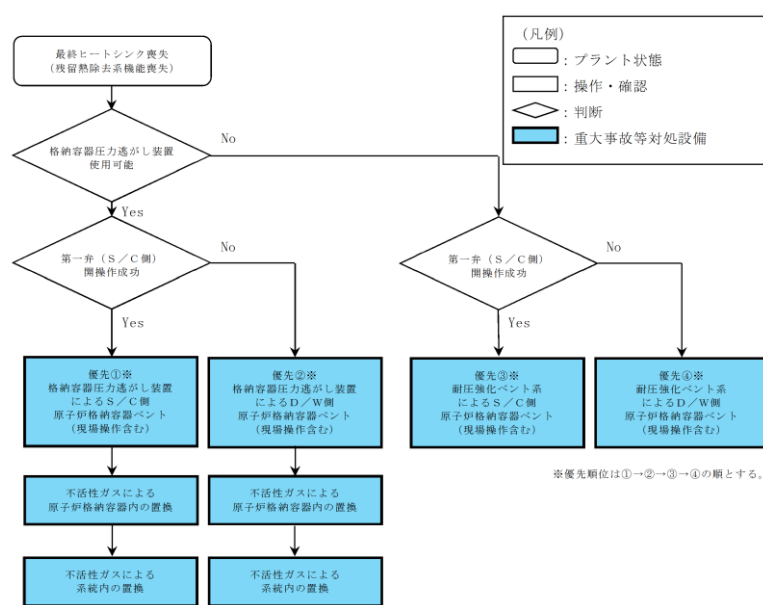 最終ヒートシンク喪失
（残留熱除去系機能喪失）
（凡例）
：プラント状態
：操作・確認
：判断
：重大事故等対処設備
格納容器圧力逃がし装置
使用可能
No
Yes
第一弁（Ｓ／Ｃ側）
開操作成功
No
Yes
第一弁（Ｓ／Ｃ側）
開操作成功
No
Yes
優先①※
格納容器圧力逃がし装置
によるＳ／Ｃ側
原子炉格納容器ベント
（現場操作含む）
優先②※
格納容器圧力逃がし装置
によるＤ／Ｗ側
原子炉格納容器ベント
（現場操作含む）
優先③※
耐圧強化ベント系
によるＳ／Ｃ側
原子炉格納容器ベント
（現場操作含む）
優先④※
耐圧強化ベント系
によるＤ／Ｗ側
原子炉格納容器ベント
（現場操作含む）
※優先順位は①→②→③→④の順とする。
不活性ガスによる
原子炉格納容器内の置換
不活性ガスによる
原子炉格納容器内の置換
不活性ガスによる
系統内の置換
不活性ガスによる
系統内の置換